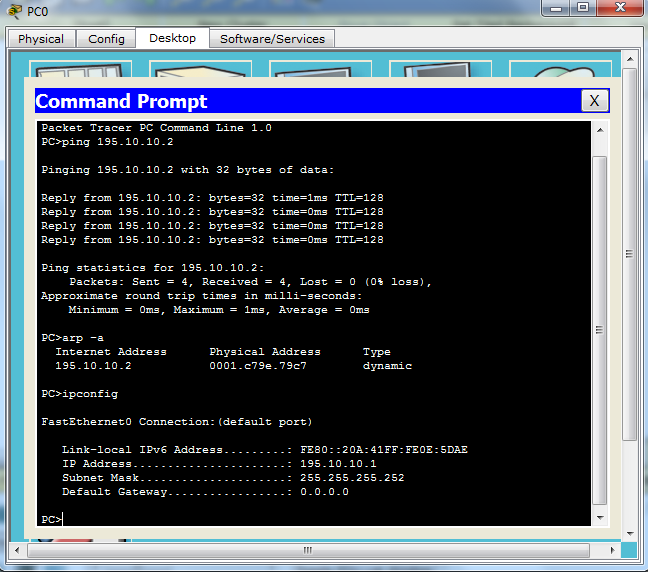 PC0
Physical Config Desktop Software/Services
Command Prompt X
Packet Tracer PC Command Line 1.0
PC>ping 195.10.10.2
Pinging 195.10.10.2 with 32 bytes of data:
Reply from 195.10.10.2: bytes=32 time=1ms TTL=128
Reply from 195.10.10.2: bytes=32 time=0ms TTL=128
Reply from 195.10.10.2: bytes=32 time=0ms TTL=128
Reply from 195.10.10.2: bytes=32 time=0ms TTL=128
Ping statistics for 195.10.10.2:
Packets: Sent = 4, Received = 4, Lost = 0 (0% loss),
Approximate round trip times in milli-seconds:
Minimum = 0ms, Maximum = 1ms, Average = 0ms
PC>arp -a
Internet Address Physical Address Type
195.10.10.2 0001.c79e.79c7 dynamic
PC>ipconfig
FastEthernet0 Connection:(default port)
Link-local IPv6 Address.........: FE80::20A:41FF:FE0E:5DAE
IP Address......................: 195.10.10.1
Subnet Mask.....................: 255.255.255.252
Default Gateway.................: 0.0.0.0
PC>